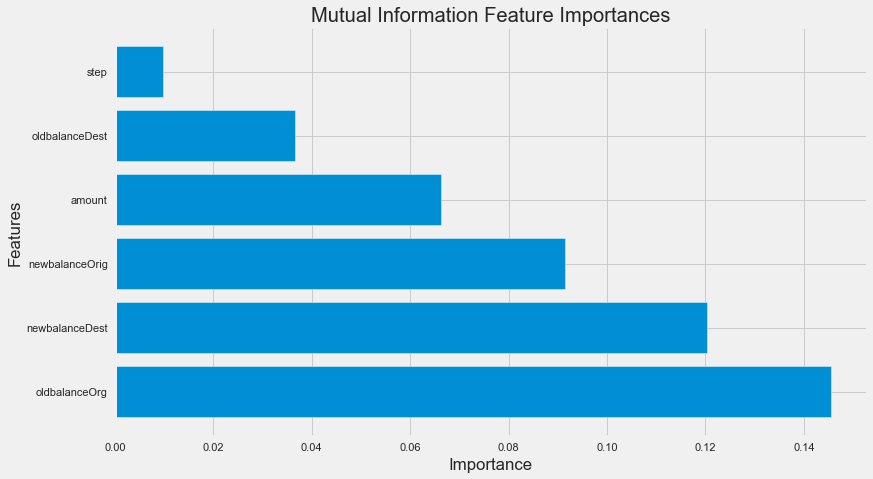 Mutual Information Feature Importances
Features
step
oldbalanceDest
amount
newbalanceOrig
newbalanceDest
oldbalanceOrg
0.00 0.02 0.04 0.06 0.08 0.10 0.12 0.14
Importance